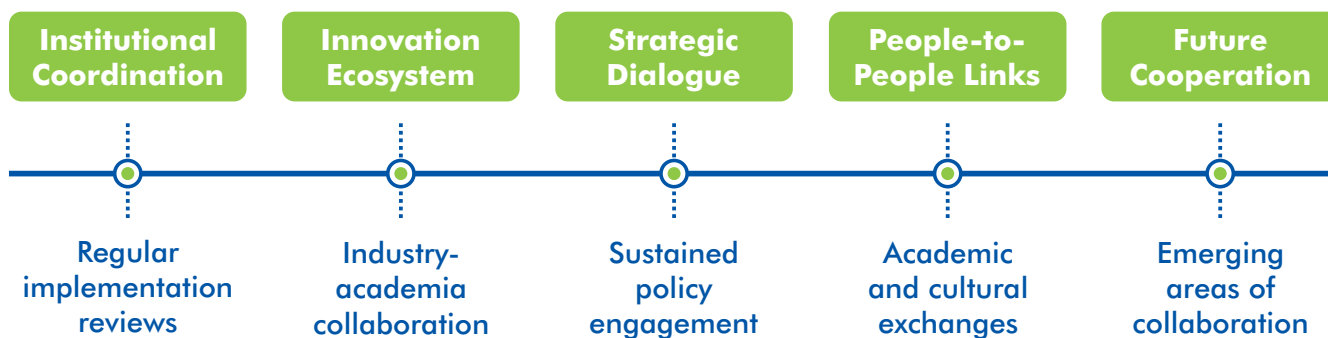 Institutional
Coordination
Innovation
Ecosystem
Strategic
Dialogue
People-to-
People Links
Future
Cooperation
Regular
implementation
reviews
Industry-
academia
collaboration
Sustained
policy
engagement
Academic
and cultural
exchanges
Emerging
areas of
collaboration